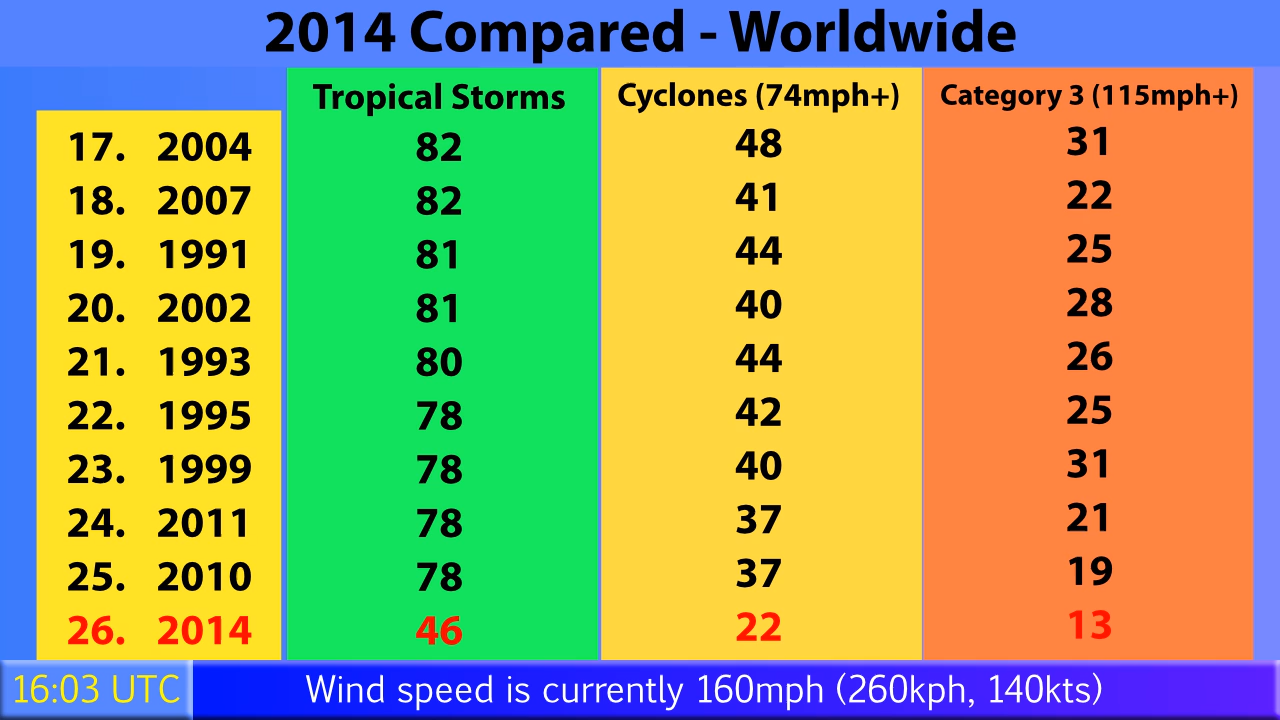 2014 Compared - Worldwide
Tropical Storms Cyclones (74mph+) Category 3 (115mph+)
17. 2004 82 48 31
18. 2007 82 41 22
19. 1991 81 44 25
20. 2002 81 40 28
21. 1993 80 44 26
22. 1995 78 42 25
23. 1999 78 40 31
24. 2011 78 37 21
25. 2010 78 37 19
26. 2014 46 22 13
16:03 UTC Wind speed is currently 160mph (260kph, 140kts)